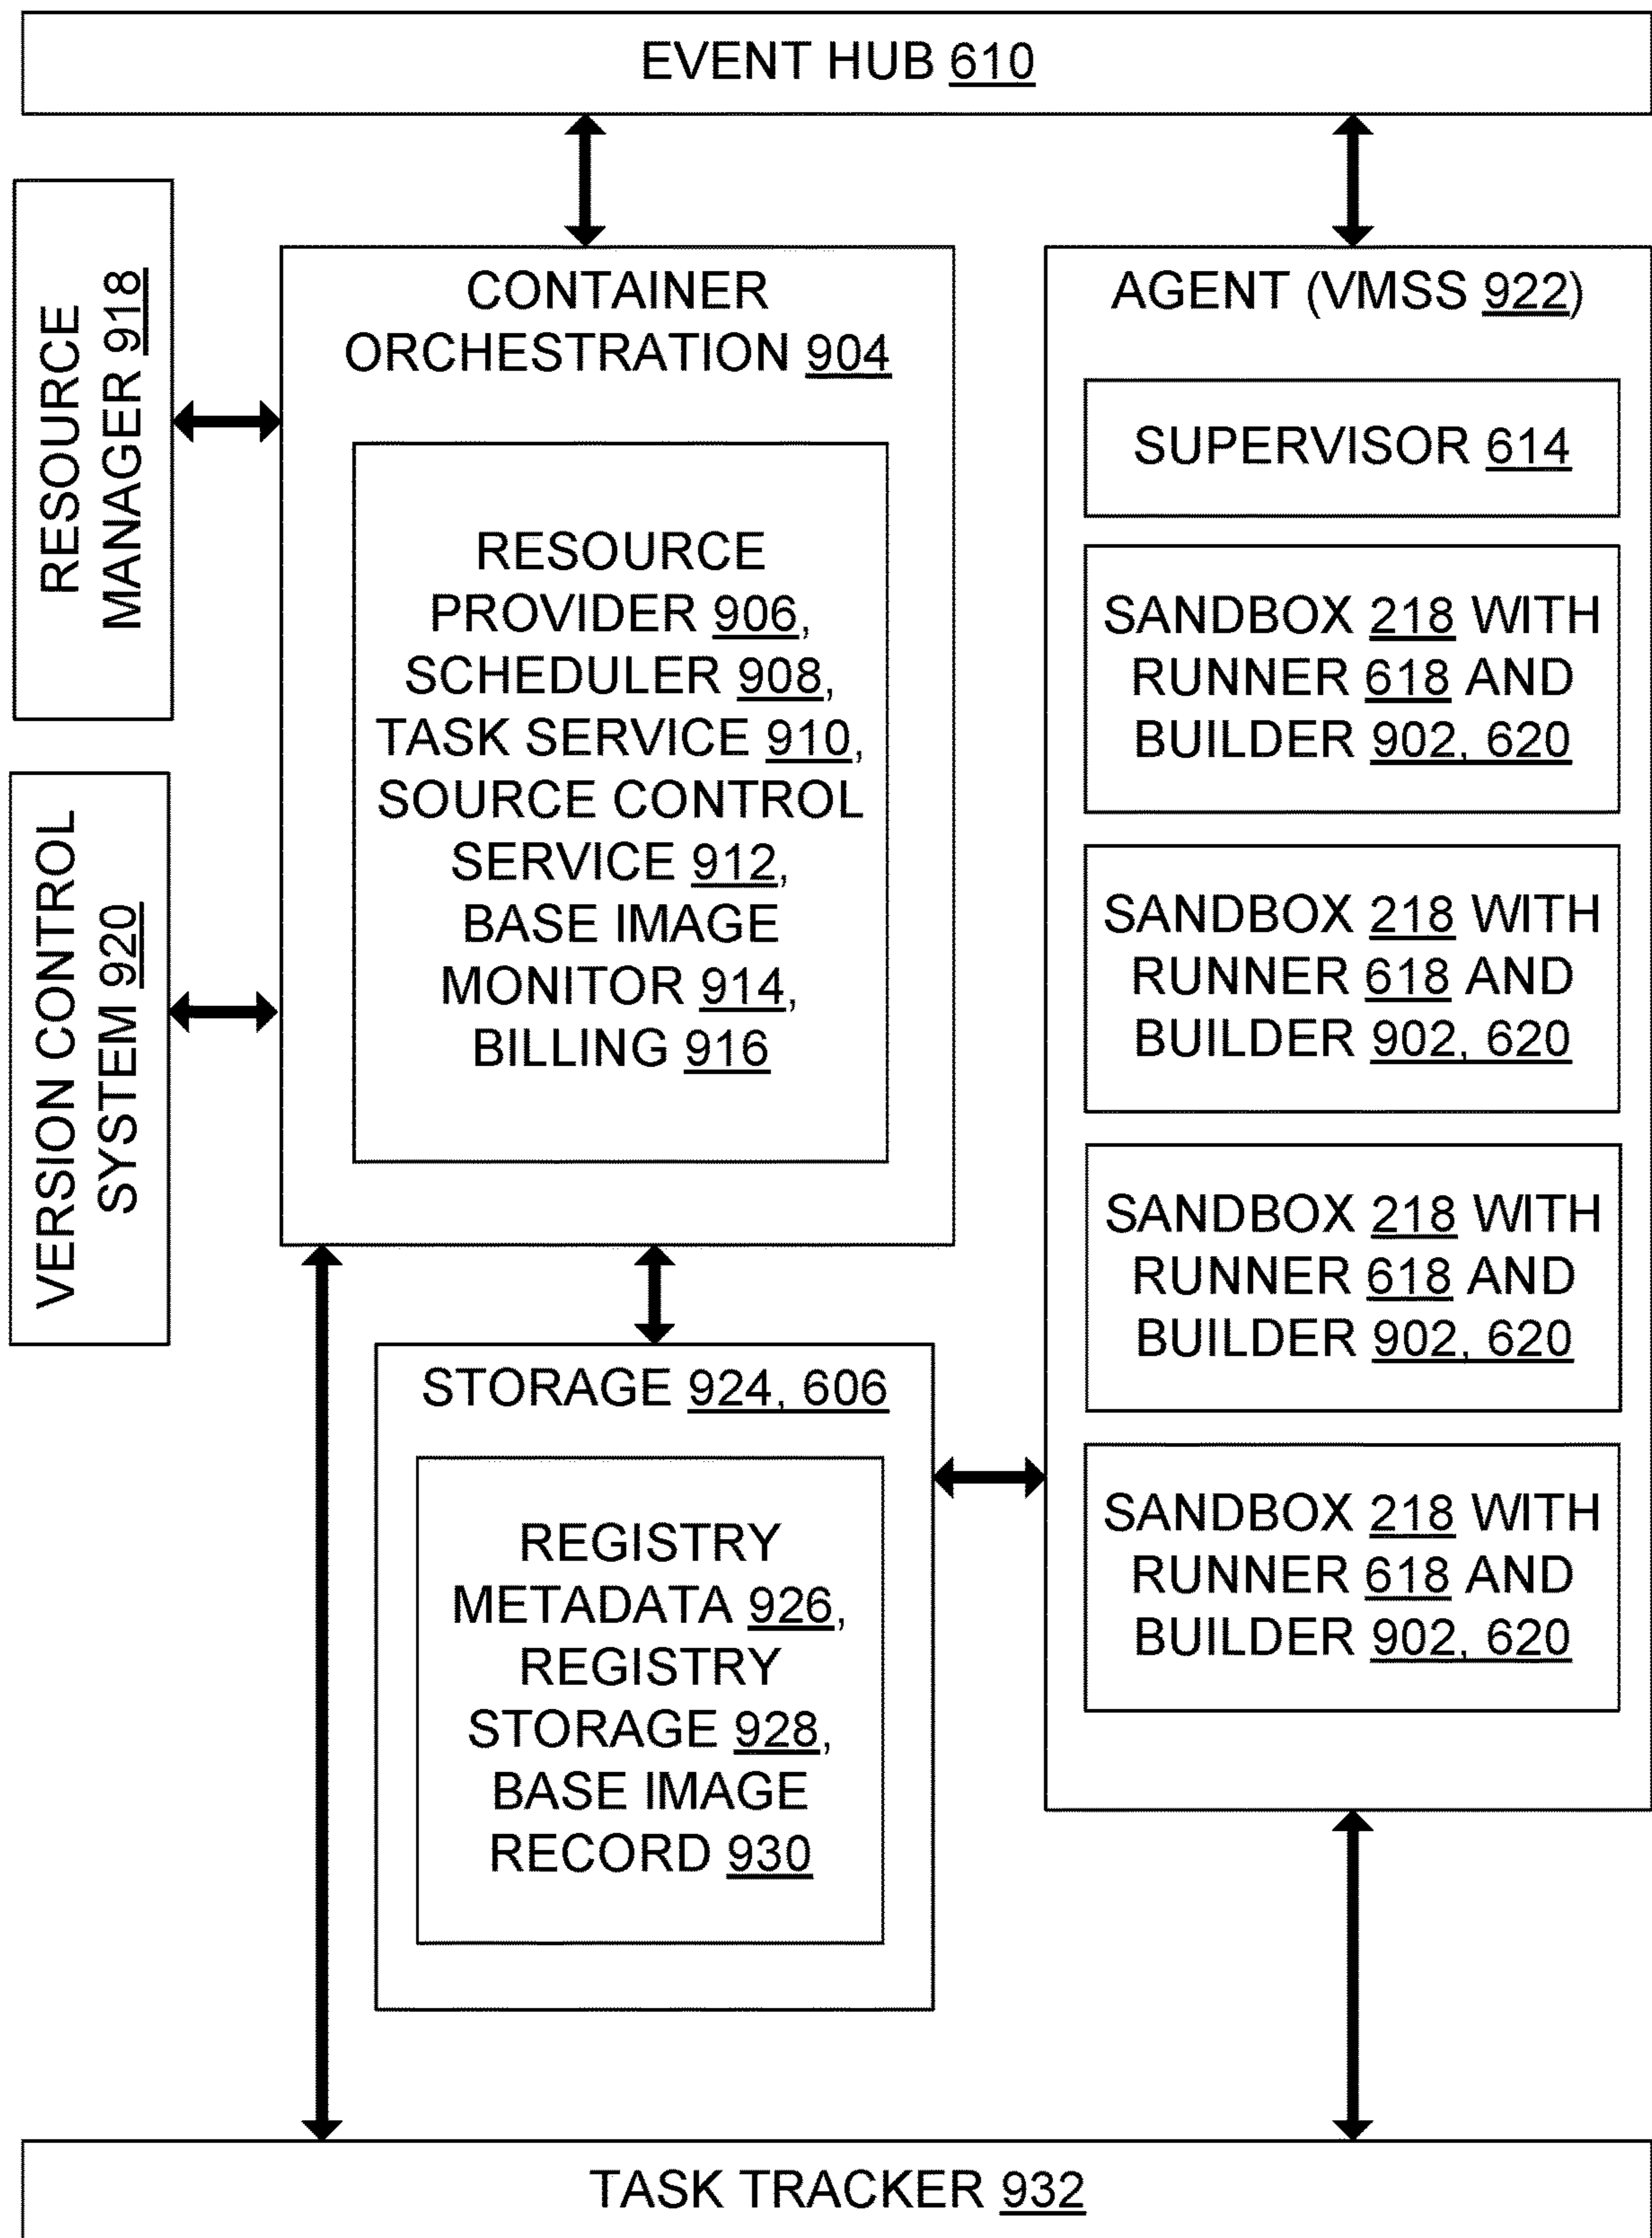 EVENT HUB 610
RESOURCE
MANAGER 918
VERSION CONTROL
SYSTEM 920
CONTAINER
ORCHESTRATION 904
RESOURCE
PROVIDER 906,
SCHEDULER 908,
TASK SERVICE 910,
SOURCE CONTROL
SERVICE 912,
BASE IMAGE
MONITOR 914,
BILLING 916
STORAGE 924, 606
REGISTRY
METADATA 926,
REGISTRY
STORAGE 928,
BASE IMAGE
RECORD 930
AGENT (VMSS 922)
SUPERVISOR 614
SANDBOX 218 WITH
RUNNER 618 AND
BUILDER 902, 620
SANDBOX 218 WITH
RUNNER 618 AND
BUILDER 902, 620
SANDBOX 218 WITH
RUNNER 618 AND
BUILDER 902, 620
SANDBOX 218 WITH
RUNNER 618 AND
BUILDER 902, 620
TASK TRACKER 932